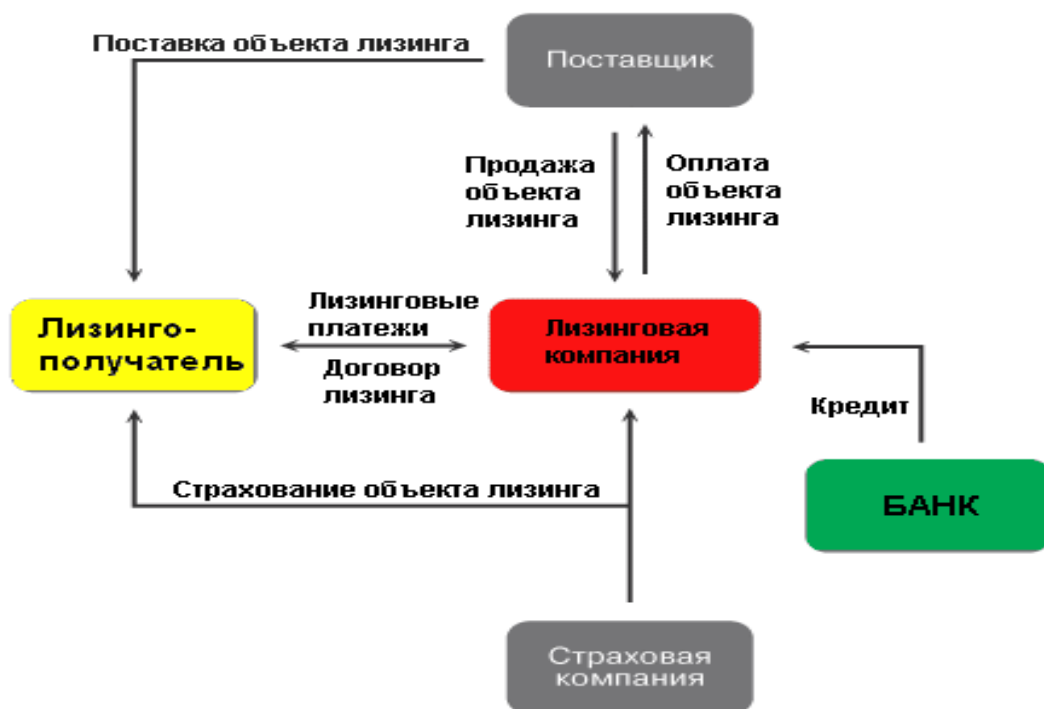 Поставка объекта лизинга
Поставщик
Продажа
объекта
лизинга
Оплата
объекта
лизинга
Лизинго-
получатель
Лизинговые
платежи
Договор
лизинга
Лизинговая
компания
Кредит
Страхование объекта лизинга
БАНК
Страховая
компания